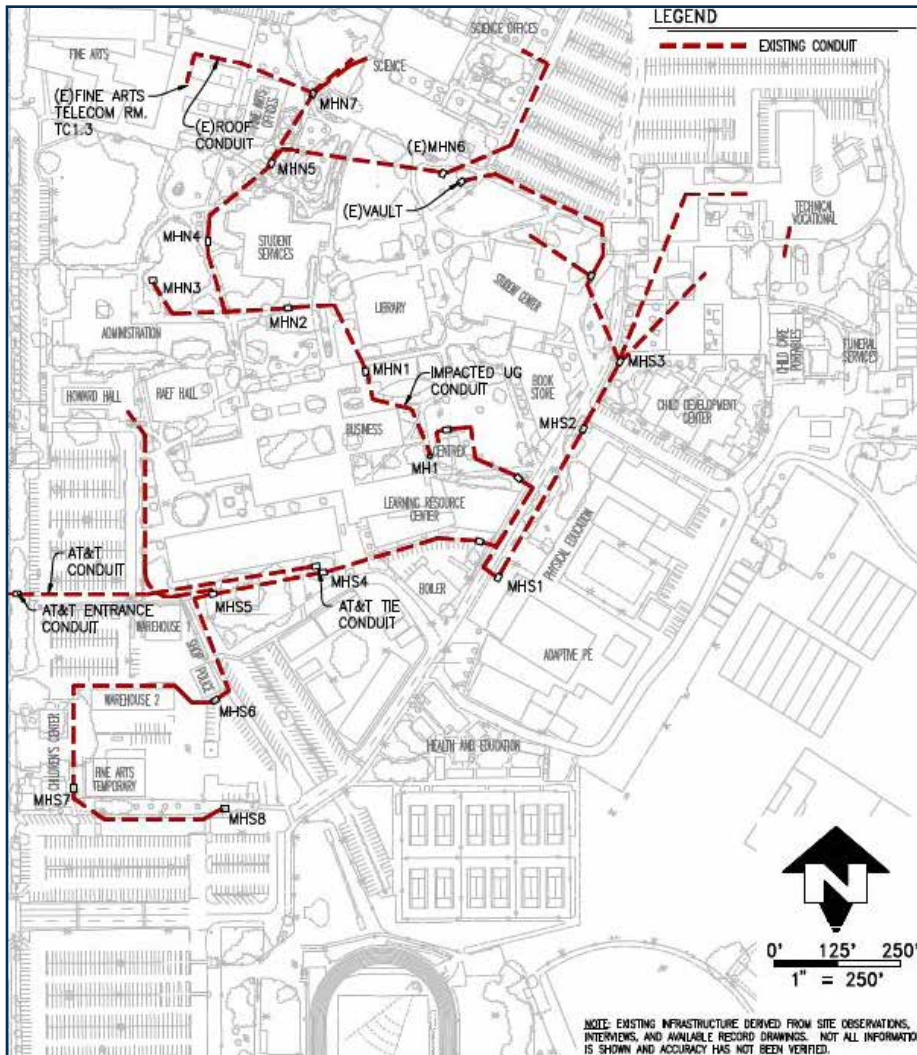 LEGEND
EXISTING CONDUIT
FINE ARTS
SCIENCE OFFICES
SCIENCE
(E)FINE ARTS
TELECOM RM.
TC1.3
(E)ROOF
CONDUIT
FINE ARTS
OFFICES
MHN7
(E)MHN6
MHN5
(E)VAULT
TECHNICAL
VOCATIONAL
MHN4
STUDENT
SERVICES
MHN3
STUDENT CENTER
LIBRARY
MHN2
ADMINISTRATION
MHS3
CHILD CARE
PORTABLES
FUNERAL
SERVICES
MHN1
IMPACTED UG
CONDUIT
HOWARD HALL
RAEF HALL
BOOK
STORE
CHILD DEVELOPMENT
CENTER
BUSINESS
MHS2
MH1
CENTREX
LEARNING RESOURCE
CENTER
PHYSICAL EDUCATION
AT&T
CONDUIT
MHS4
BOILER
MHS1
AT&T ENTRANCE
CONDUIT
MHS5
AT&T TIE
CONDUIT
WAREHOUSE 1
SHOP POLICE
ADAPTIVE PE
WAREHOUSE 2
MHS6
CHILDREN'S CENTER
HEALTH AND EDUCATION
FINE ARTS
TEMPORARY
MHS7
MHS8
N
0' 125' 250'
1" = 250'
NOTE: EXISTING INFRASTRUCTURE DERIVED FROM SITE OBSERVATIONS,
INTERVIEWS, AND AVAILABLE RECORD DRAWINGS. NOT ALL INFORMATIO
IS SHOWN AND ACCURACY HAS NOT BEEN VERIFIED.